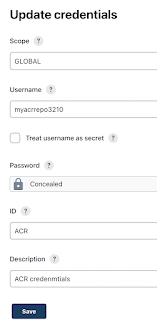 Update credentials
Scope ?
GLOBAL
Username ?
myacrrepo3210
Treat username as secret ?
Password ?
Concealed
ID ?
ACR
Description ?
ACR credenmtials
Save